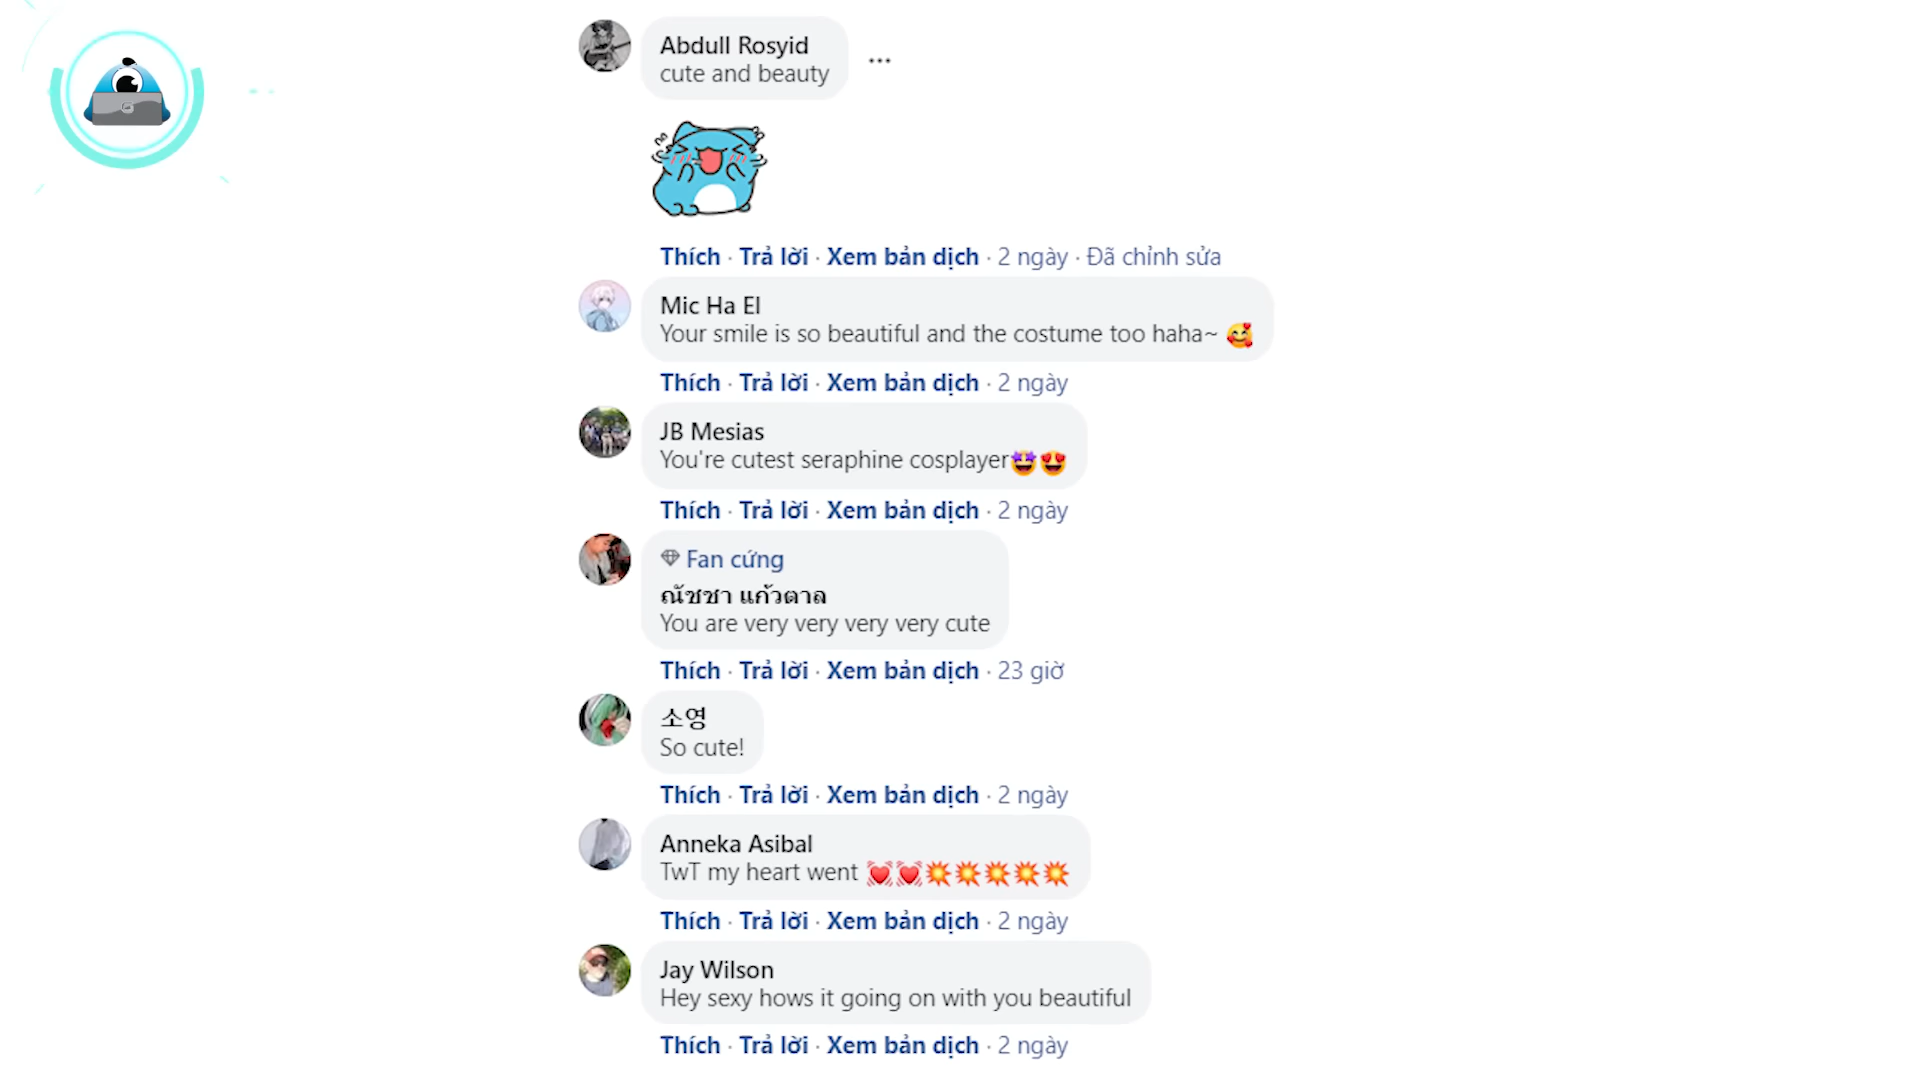 Abdull Rosyid
cute and beauty
Thích · Trả lời · Xem bản dịch · 2 ngày · Đã chỉnh sửa
Mic Ha El
Your smile is so beautiful and the costume too haha~ 🥰
Thích · Trả lời · Xem bản dịch · 2 ngày
JB Mesias
You're cutest seraphine cosplayer🤩😍
Thích · Trả lời · Xem bản dịch · 2 ngày
Fan cứng
ณัชชา แก้วตาล
You are very very very very cute
Thích · Trả lời · Xem bản dịch · 23 giờ
소영
So cute!
Thích · Trả lời · Xem bản dịch · 2 ngày
Anneka Asibal
TwT my heart went 💓💓💥💥💥💥💥
Thích · Trả lời · Xem bản dịch · 2 ngày
Jay Wilson
Hey sexy hows it going on with you beautiful
Thích · Trả lời · Xem bản dịch · 2 ngày